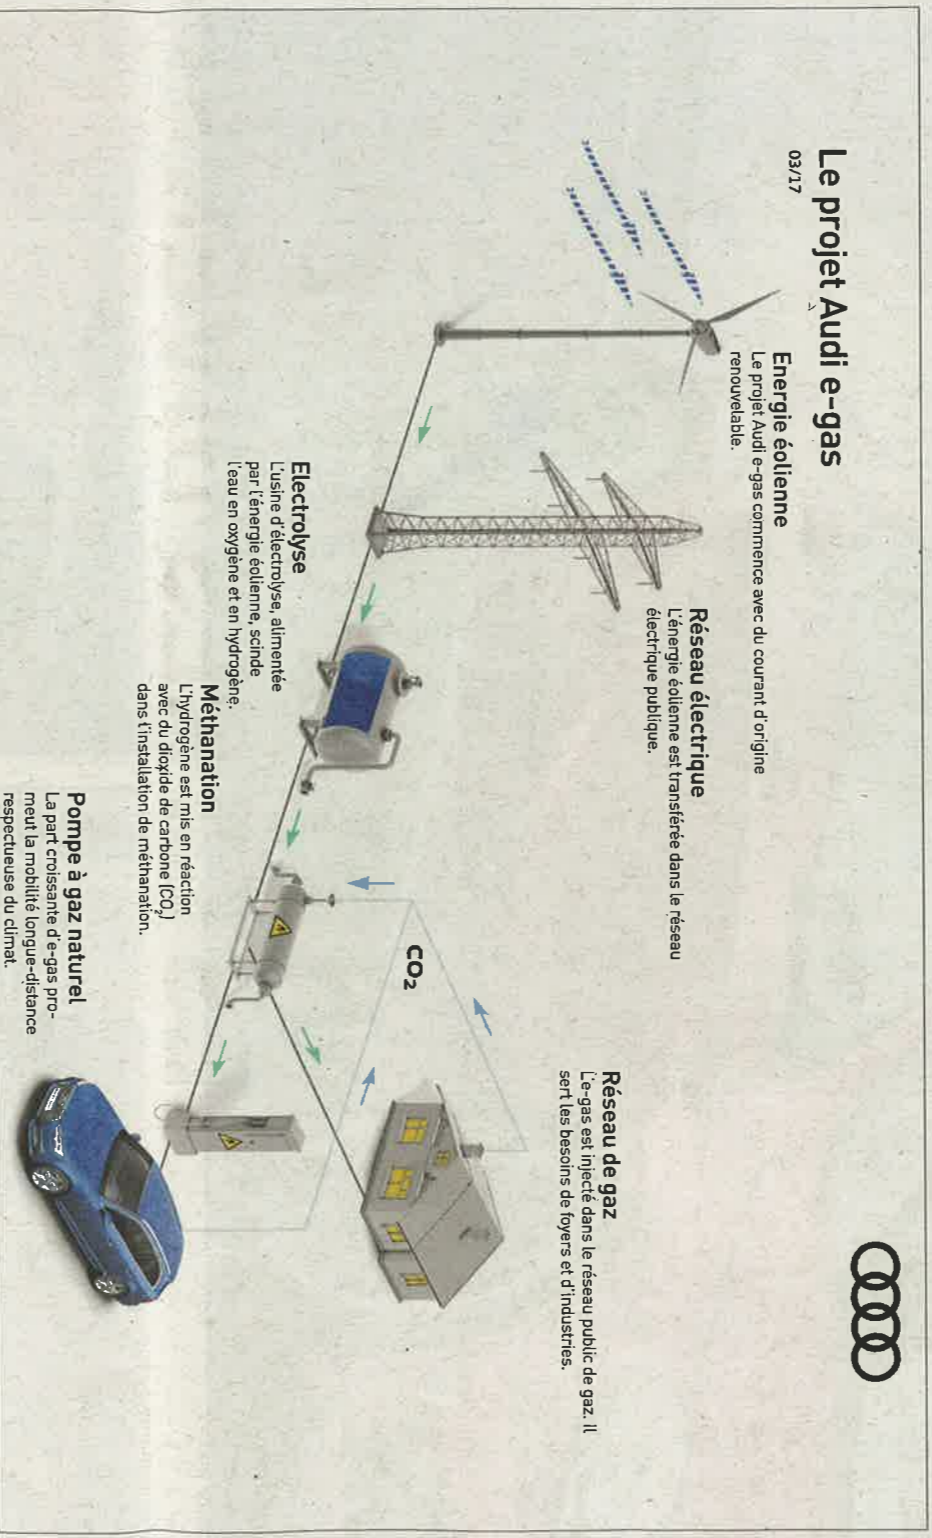 Le projet Audi e-gas
03/17
Energie éolienne
Le projet Audi e-gas commence avec du courant d'origine
renouvelable.
Réseau électrique
L'énergie éolienne est transférée dans le réseau
électrique publique.
Réseau de gaz
L'e-gas est injecté dans le réseau public de gaz. Il
sert les besoins de foyers et d'industries.
CO₂
Electrolyse
L'usine d'électrolyse, alimentée
par l'énergie éolienne, scinde
l'eau en oxygène et en hydrogène.
Méthanation
L'hydrogène est mis en réaction
avec du dioxide de carbone (CO₂)
dans l'installation de méthanation.
Pompe à gaz naturel
La part croissante d'e-gas pro-
meut la mobilité longue-distance
respectueuse du climat.